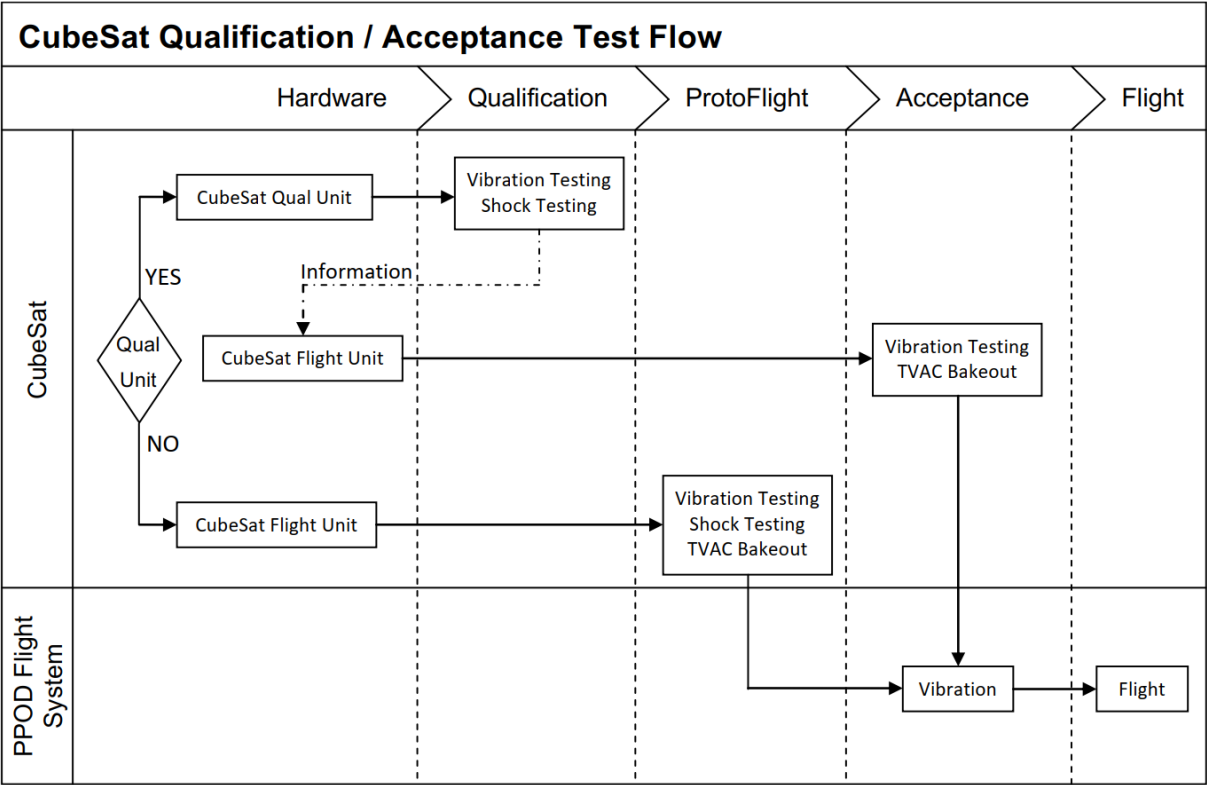 CubeSat Qualification / Acceptance Test Flow
Hardware
Qualification
ProtoFlight
Acceptance
Flight
CubeSat
CubeSat Qual Unit
Vibration Testing
Shock Testing
YES
Information
Qual
Unit
CubeSat Flight Unit
Vibration Testing
TVAC Bakeout
NO
CubeSat Flight Unit
Vibration Testing
Shock Testing
TVAC Bakeout
PPOD Flight
System
Vibration
Flight